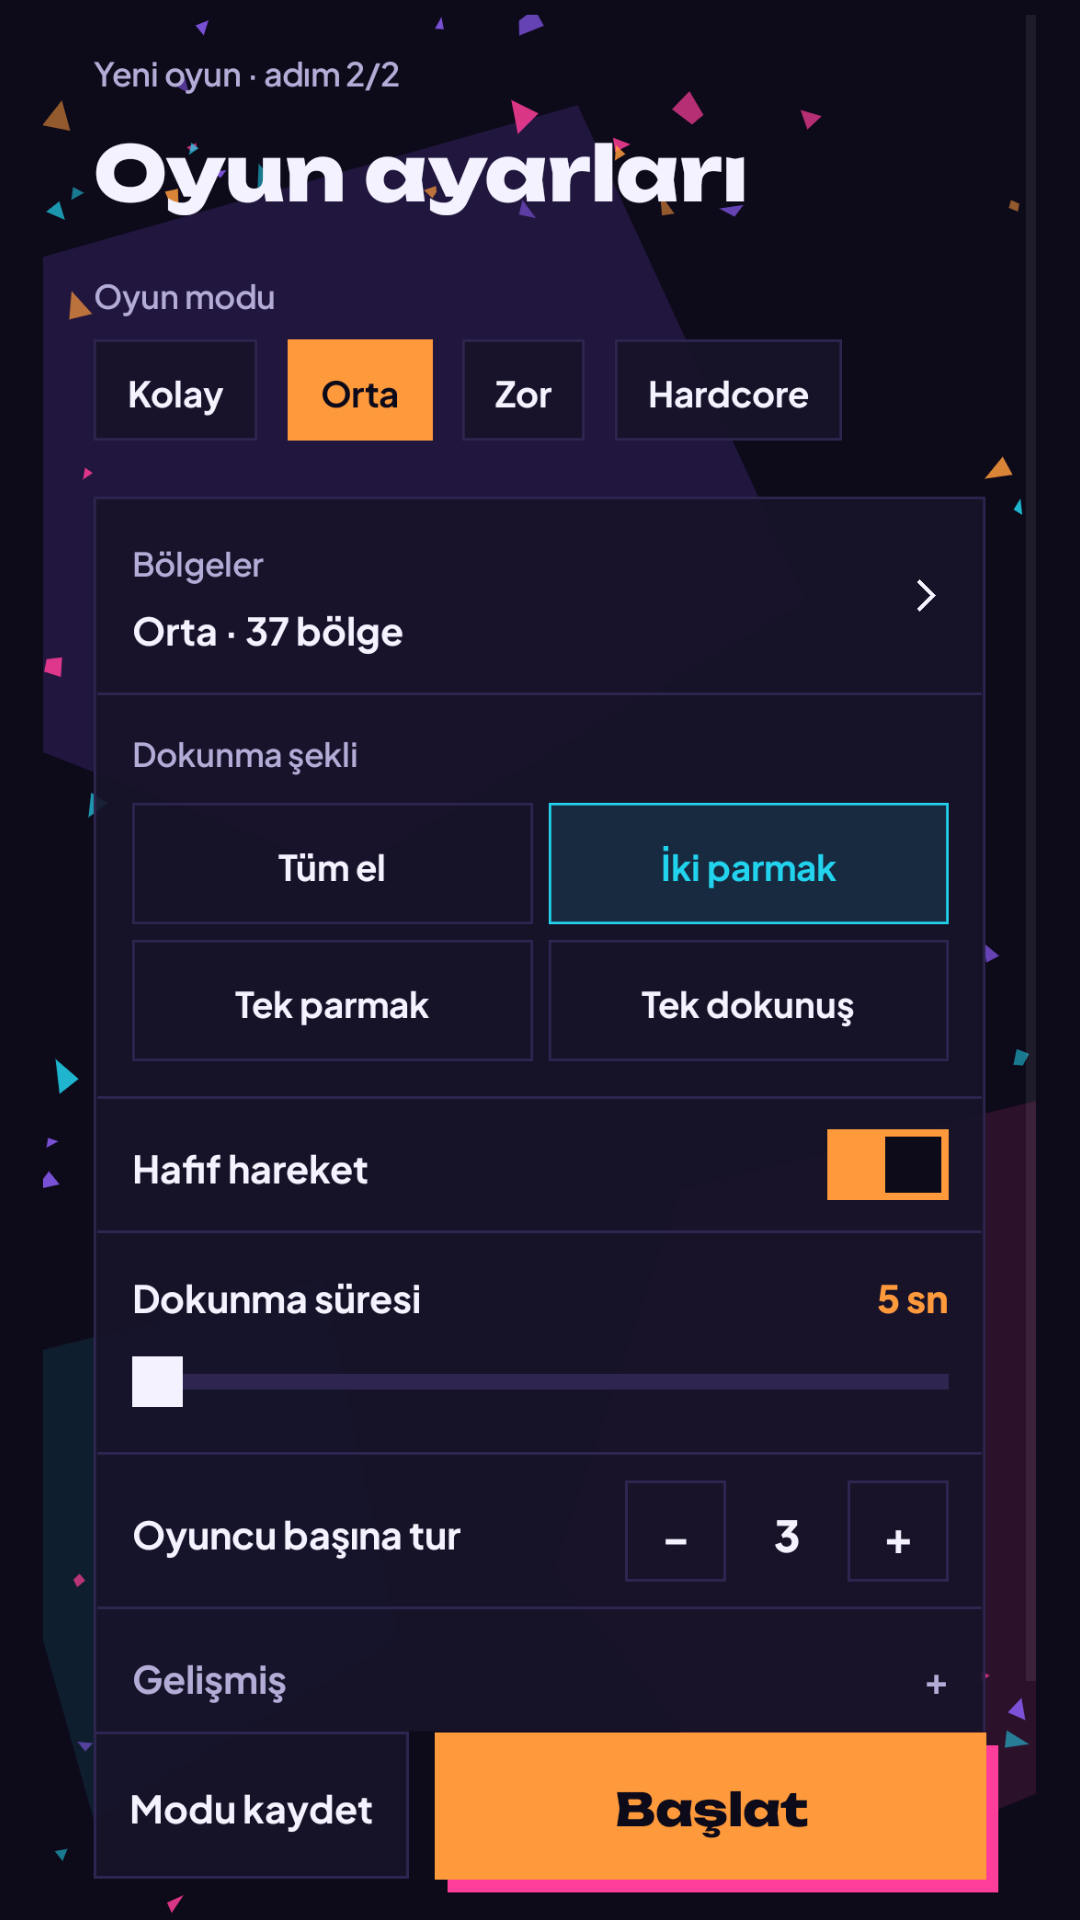 Yeni oyun · adım 2/2
Oyun ayarları
Oyun modu
Kolay
Orta
Zor
Hardcore
Bölgeler
Orta · 37 bölge
Dokunma şekli
Tüm el
İki parmak
Tek parmak
Tek dokunuş
Hafif hareket
Dokunma süresi
5 sn
Oyuncu başına tur
– 3 +
Gelişmiş +
Modu kaydet
Başlat